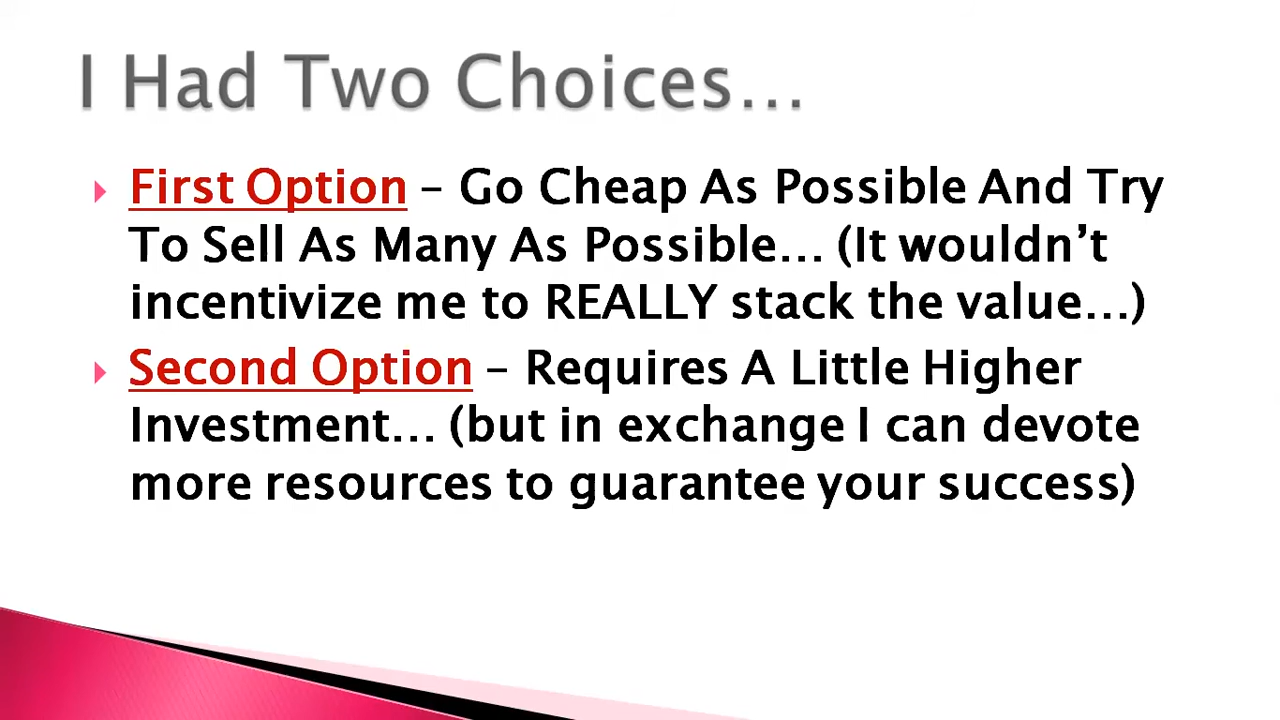 I Had Two Choices…
First Option – Go Cheap As Possible And Try
To Sell As Many As Possible… (It wouldn’t
incentivize me to REALLY stack the value…)
Second Option – Requires A Little Higher
Investment… (but in exchange I can devote
more resources to guarantee your success)